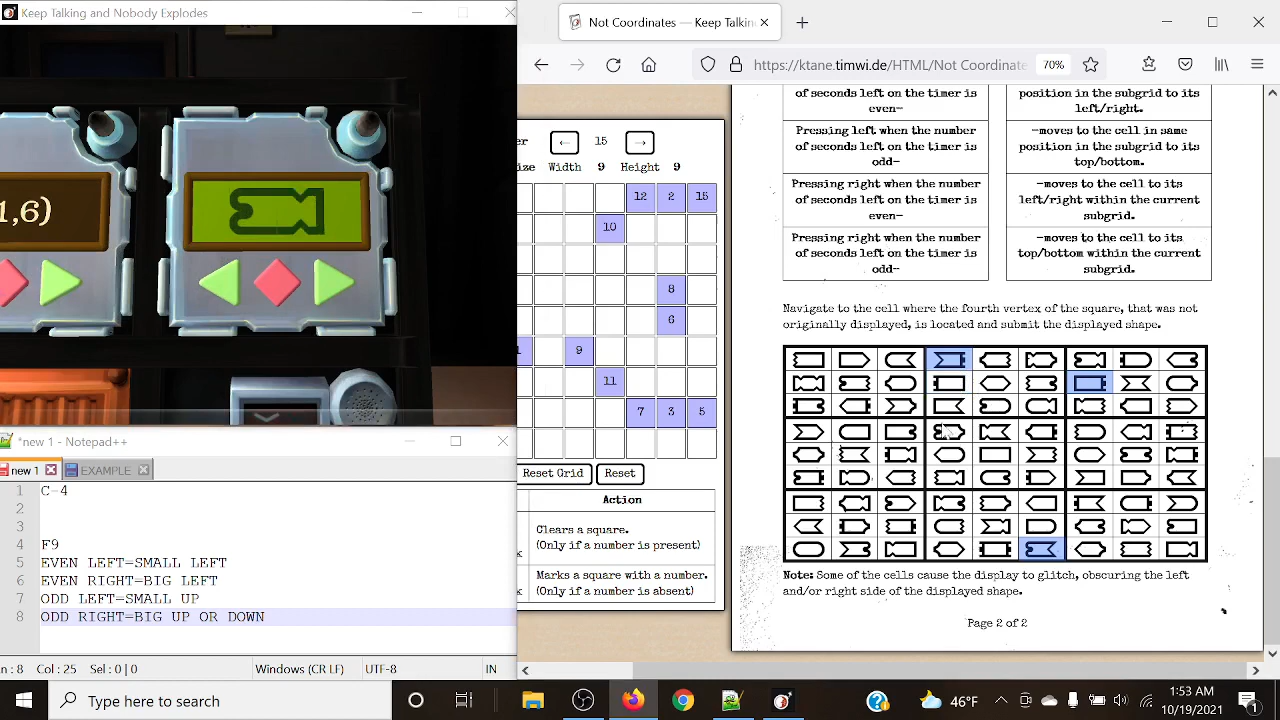 Keep Talking and Nobody Explodes
1,6)
*new 1 - Notepad++
new 1
EXAMPLE
1 C-4
2
3
4 F9
5 EVEN LEFT=SMALL LEFT
6 EVEN RIGHT=BIG LEFT
7 ODD LEFT=SMALL UP
8 ODD RIGHT=BIG UP OR DOWN
Ln : 8 Col : 25 Sel : 0 | 0
Windows (CR LF)
UTF-8
IN
Not Coordinates — Keep Talkin
https://ktane.timwi.de/HTML/Not Coordinate
70%
← 15 →
Width 9 Height 9
12 2 15
10
8
6
9
11
7 3 5
Reset Grid
Reset
Action
Clears a square.
(Only if a number is present)
Marks a square with a number.
(Only if a number is absent)
of seconds left on the timer is
even-
position in the subgrid to its
left/right.
Pressing left when the number
of seconds left on the timer is
odd-
-moves to the cell in same
position in the subgrid to its
top/bottom.
Pressing right when the number
of seconds left on the timer is
even-
-moves to the cell to its
left/right within the current
subgrid.
Pressing right when the number
of seconds left on the timer is
odd-
-moves to the cell to its
top/bottom within the current
subgrid.
Navigate to the cell where the fourth vertex of the square, that was not
originally displayed, is located and submit the displayed shape.
Note: Some of the cells cause the display to glitch, obscuring the left
and/or right side of the displayed shape.
Page 2 of 2
Type here to search
46°F
1:53 AM
10/19/2021